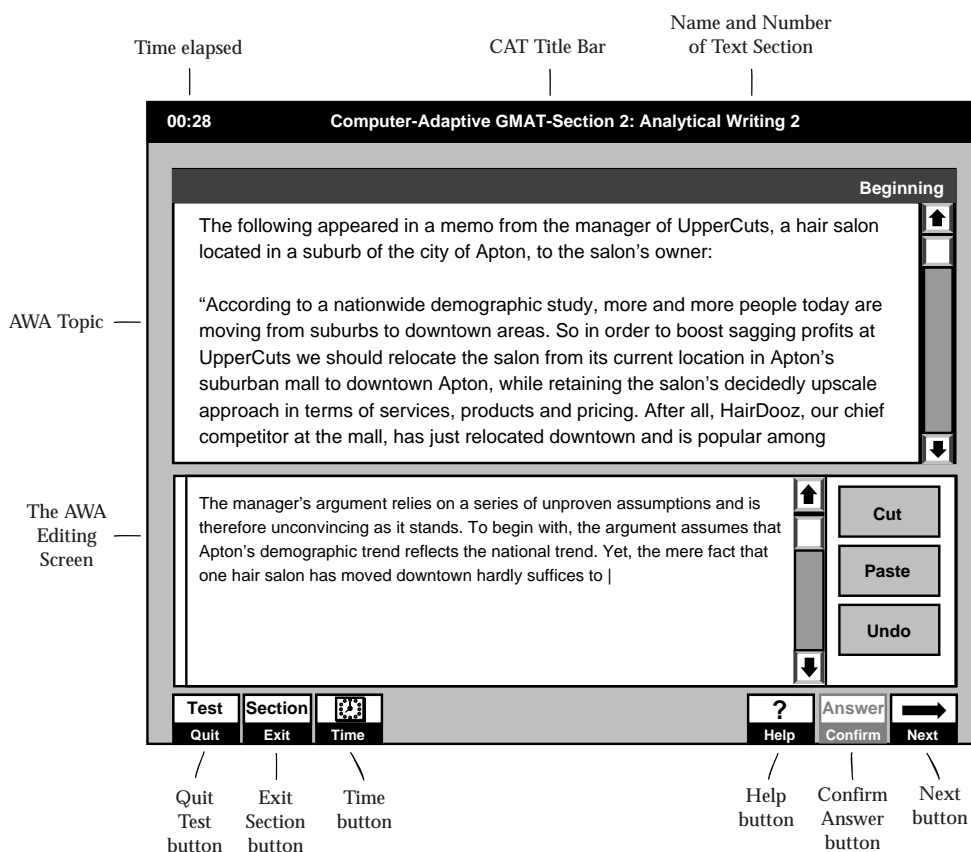 Name and Number
of Text Section
Time elapsed
CAT Title Bar
00:28
Computer-Adaptive GMAT-Section 2: Analytical Writing 2
Beginning
The following appeared in a memo from the manager of UpperCuts, a hair salon
located in a suburb of the city of Apton, to the salon’s owner:
“According to a nationwide demographic study, more and more people today are
moving from suburbs to downtown areas. So in order to boost sagging profits at
UpperCuts we should relocate the salon from its current location in Apton’s
suburban mall to downtown Apton, while retaining the salon’s decidedly upscale
approach in terms of services, products and pricing. After all, HairDooz, our chief
competitor at the mall, has just relocated downtown and is popular among
AWA Topic
The manager’s argument relies on a series of unproven assumptions and is
therefore unconvincing as it stands. To begin with, the argument assumes that
Apton’s demographic trend reflects the national trend. Yet, the mere fact that
one hair salon has moved downtown hardly suffices to |
The AWA
Editing
Screen
Cut
Paste
Undo
Test
Quit
Section
Exit
Time
?
Help
Answer
Confirm
Next
Quit
Test
button
Exit
Section
button
Time
button
Help
button
Confirm
Answer
button
Next
button